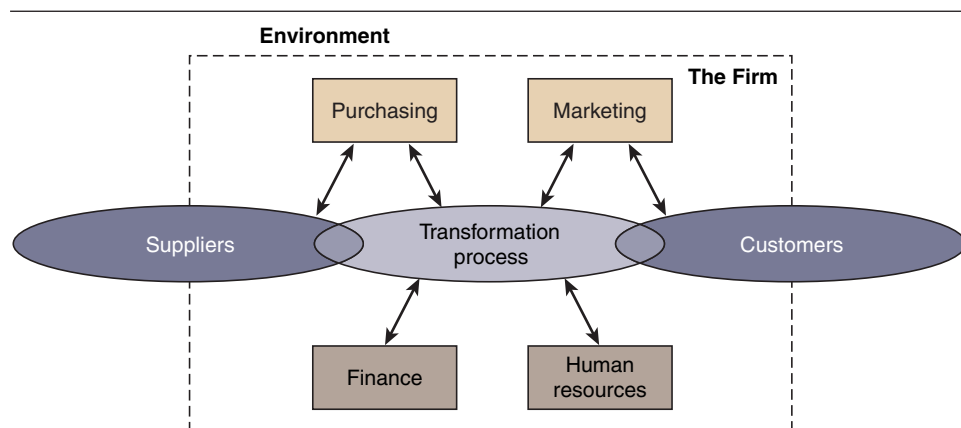 Environment
The Firm
Purchasing
Marketing
Suppliers
Transformation
process
Customers
Finance
Human
resources